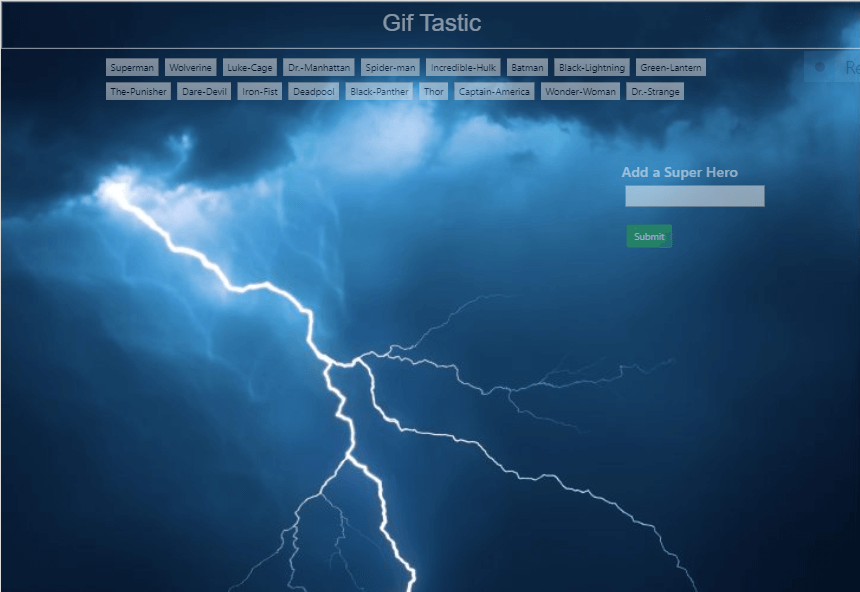 Gif Tastic
Superman Wolverine Luke-Cage Dr.-Manhattan Spider-man Incredible-Hulk Batman Black-Lightning Green-Lantern
The-Punisher Dare-Devil Iron-Fist Deadpool Black-Panther Thor Captain-America Wonder-Woman Dr.-Strange
Add a Super Hero
Submit